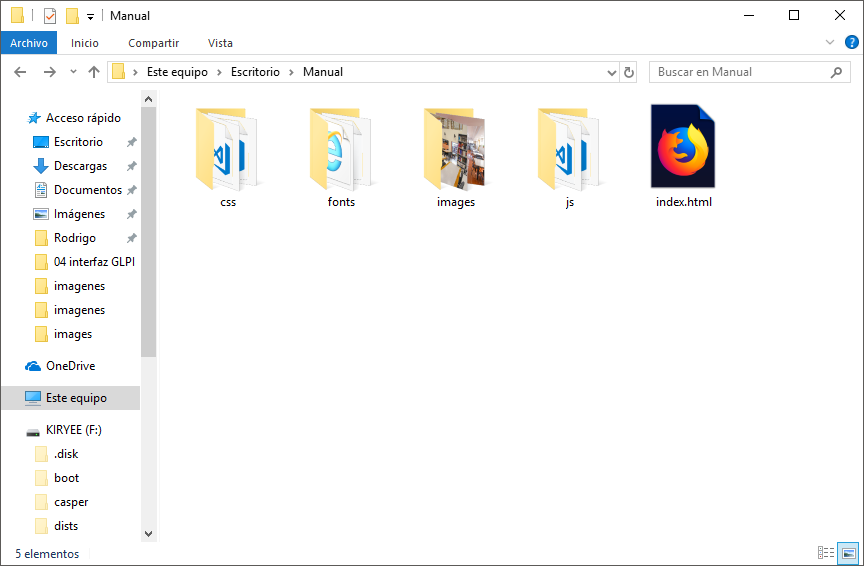 Manual
Archivo Inicio Compartir Vista
Este equipo Escritorio Manual
Buscar en Manual
Acceso rápido
Escritorio
Descargas
Documentos
Imágenes
Rodrigo
04 interfaz GLPI
imagenes
imagenes
images
OneDrive
Este equipo
KIRYEE (F:)
.disk
boot
casper
dists
css fonts images js index.html
5 elementos